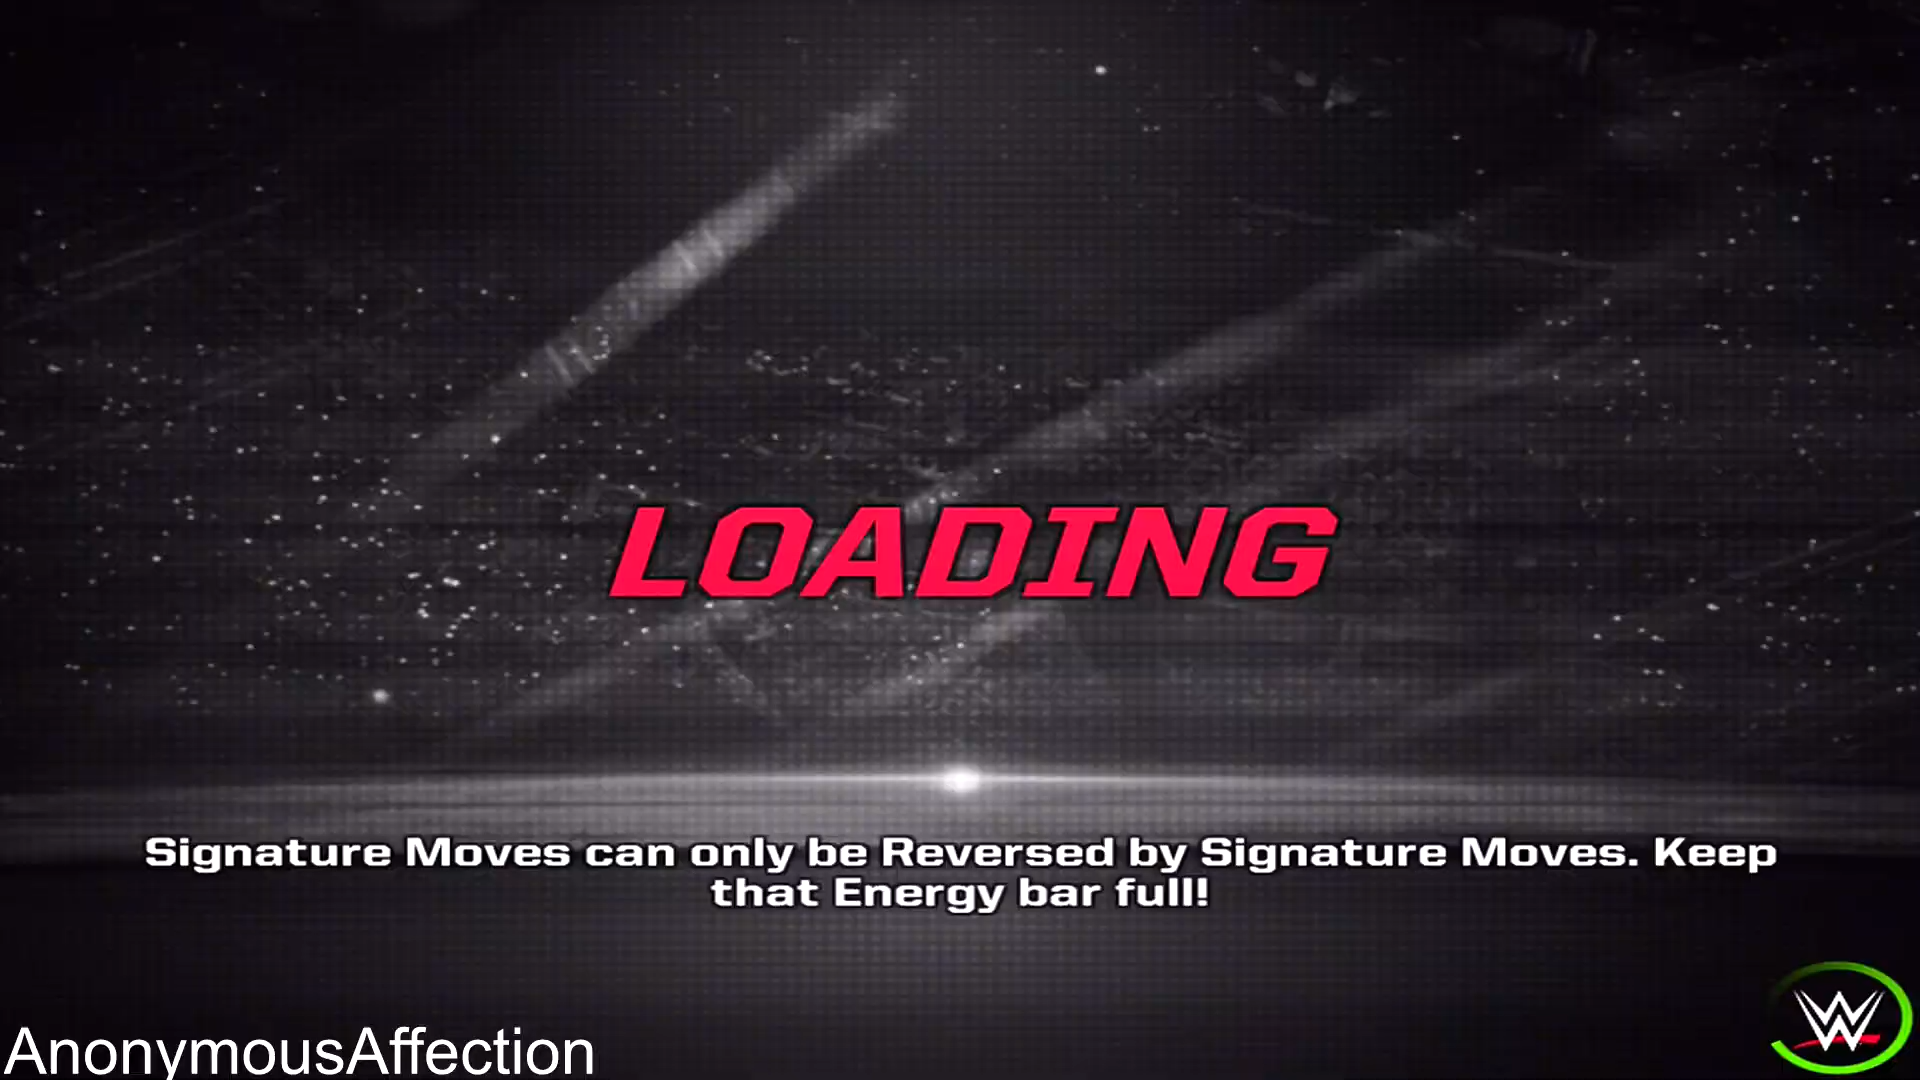 LOADING
Signature Moves can only be Reversed by Signature Moves. Keep
that Energy bar full!
AnonymousAffection
W